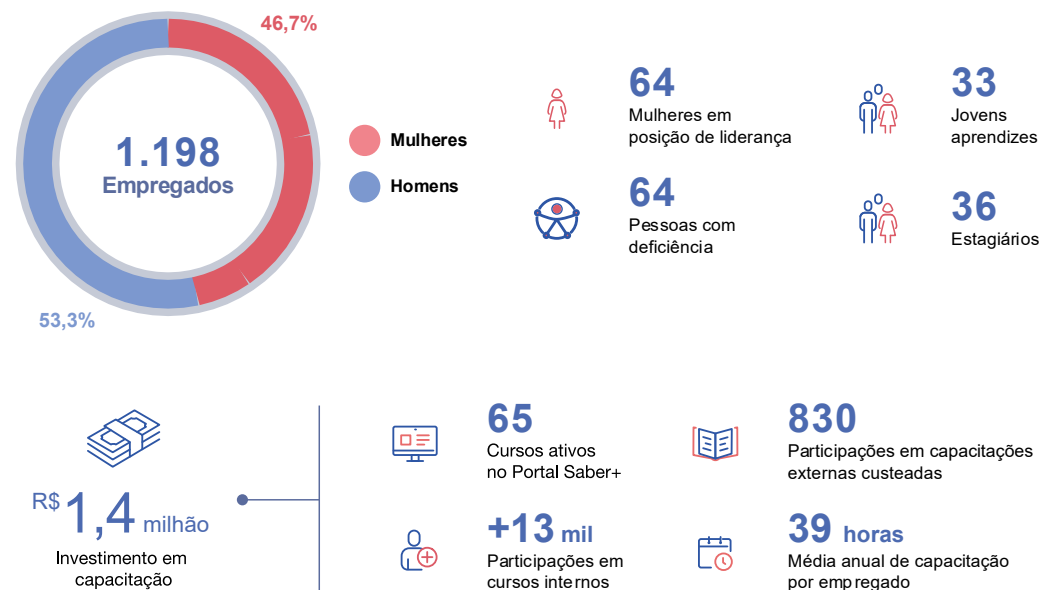 46,7%
1.198
Empregados
53,3%
Mulheres
Homens
64
Mulheres em
posição de liderança
33
Jovens
aprendizes
64
Pessoas com
deficiência
36
Estagiários
R$ 1,4 milhão
Investimento em
capacitação
65
Cursos ativos
no Portal Saber+
830
Participações em capacitações
externas custeadas
+13 mil
Participações em
cursos internos
39 horas
Média anual de capacitação
por empregado